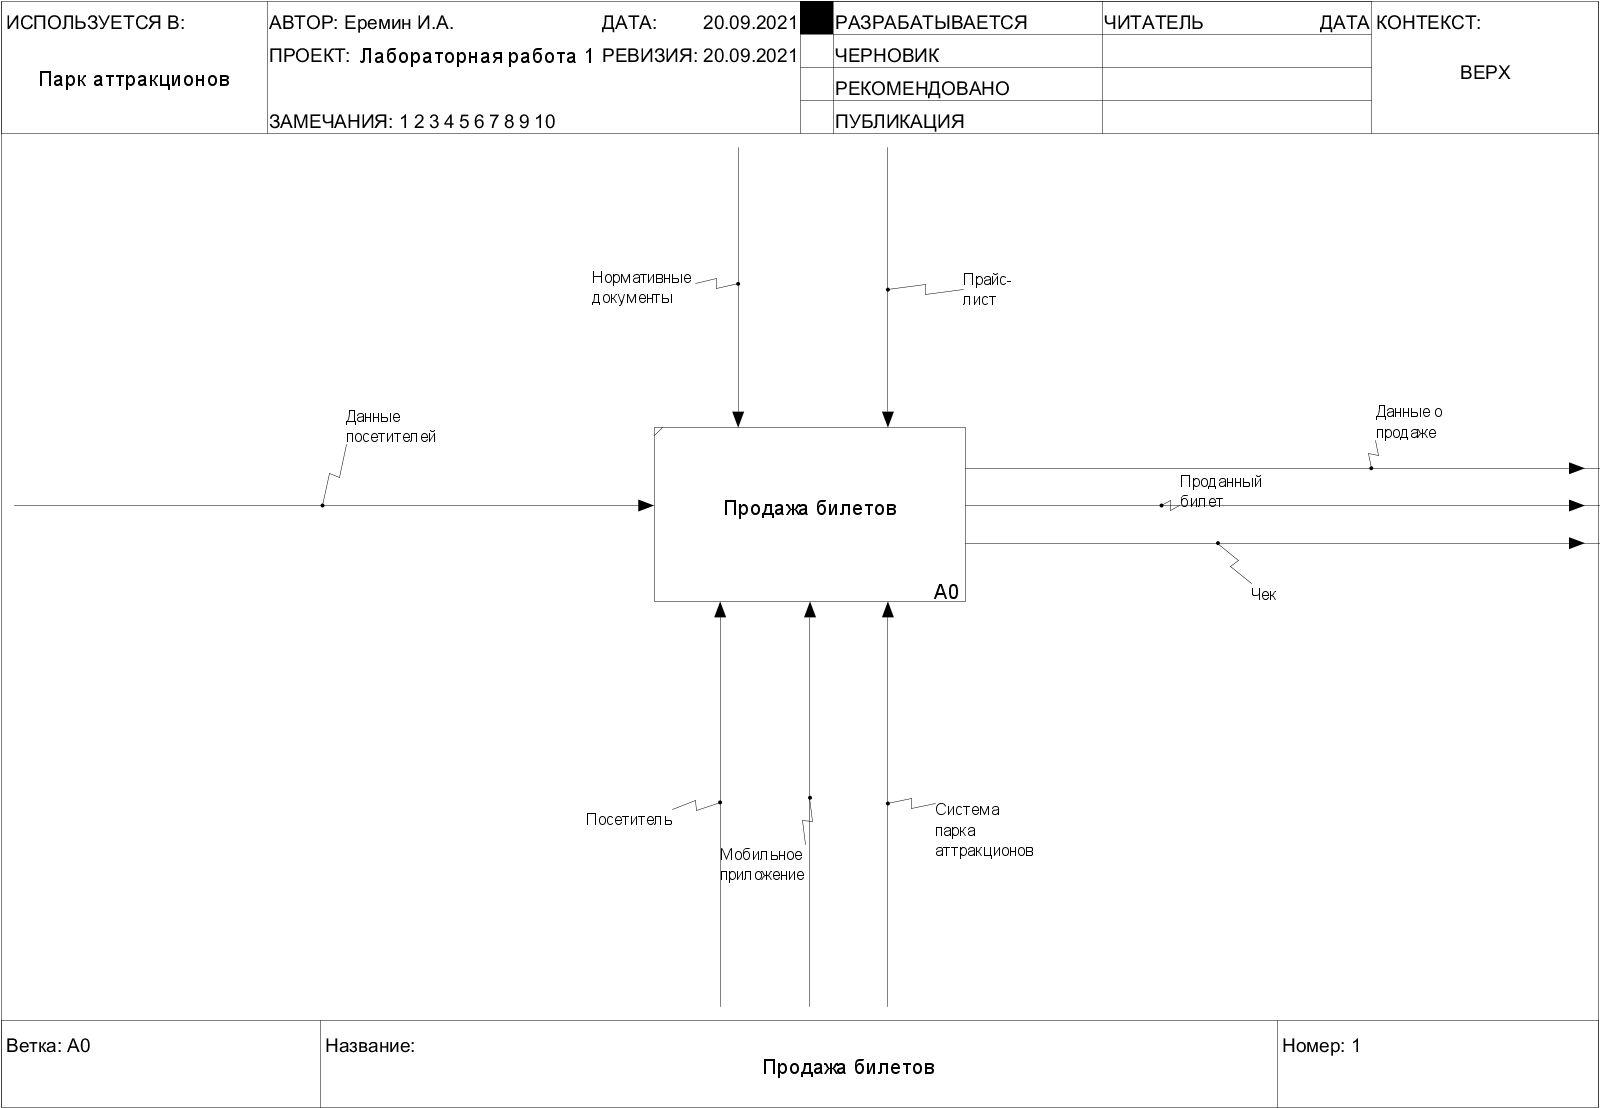 ИСПОЛЬЗУЕТСЯ В:
Парк аттракционов
АВТОР: Еремин И.А.
ДАТА: 20.09.2021
ПРОЕКТ: Лабораторная работа 1
РЕВИЗИЯ: 20.09.2021
ЗАМЕЧАНИЯ: 1 2 3 4 5 6 7 8 9 10
РАЗРАБАТЫВАЕТСЯ
ЧЕРНОВИК
РЕКОМЕНДОВАНО
ПУБЛИКАЦИЯ
ЧИТАТЕЛЬ
ДАТА
КОНТЕКСТ:
ВЕРХ
Нормативные
документы
Прайс-
лист
Данные
посетителей
Данные о
продаже
Проданный
билет
Чек
Продажа билетов
A0
Посетитель
Мобильное
приложение
Система
парка
аттракционов
Ветка: A0
Название:
Продажа билетов
Номер: 1